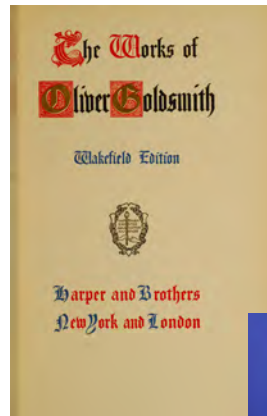 The Works of
Oliver Goldsmith
Wakefield Edition
Harper and Brothers
New York and London